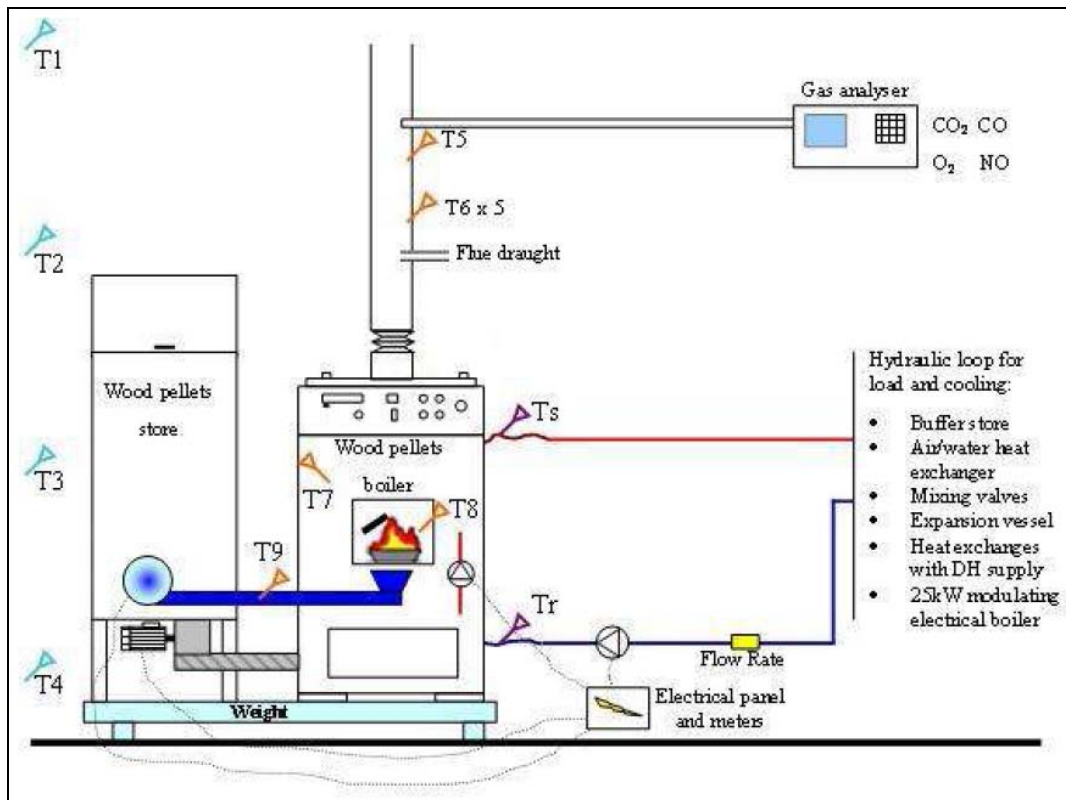 T1
Gas analyser
CO₂ CO
O₂ NO
T5
T6 x 5
T2
Flue draught
Hydraulic loop for
load and cooling:
• Buffer store
• Air/water heat
exchanger
• Mixing valves
• Expansion vessel
• Heat exchanges
with DH supply
• 25kW modulating
electrical boiler
Wood pellets
store
Ts
Wood pellets
boiler
T3
T7
T8
T9
Tr
Flow Rate
T4
Weight
Electrical panel
and meters